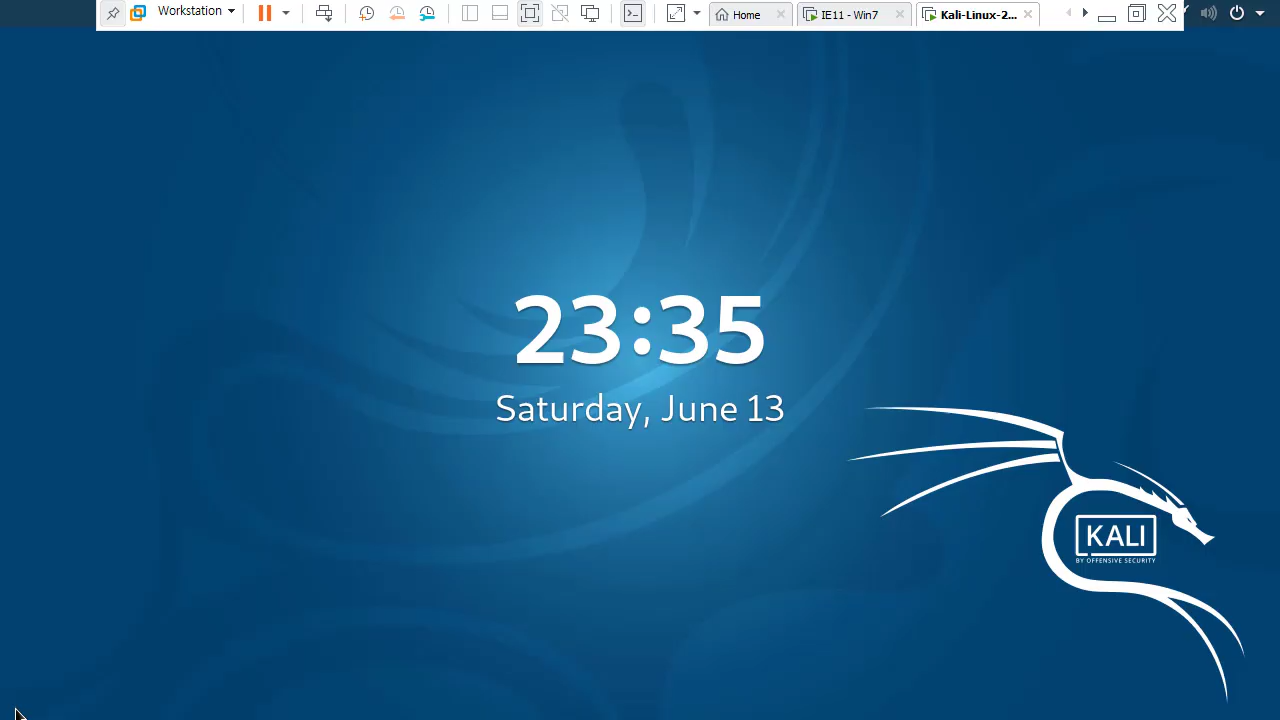 Workstation
Home
IE11 - Win7
Kali-Linux-2...
23:35
Saturday, June 13
KALI
BY OFFENSIVE SECURITY